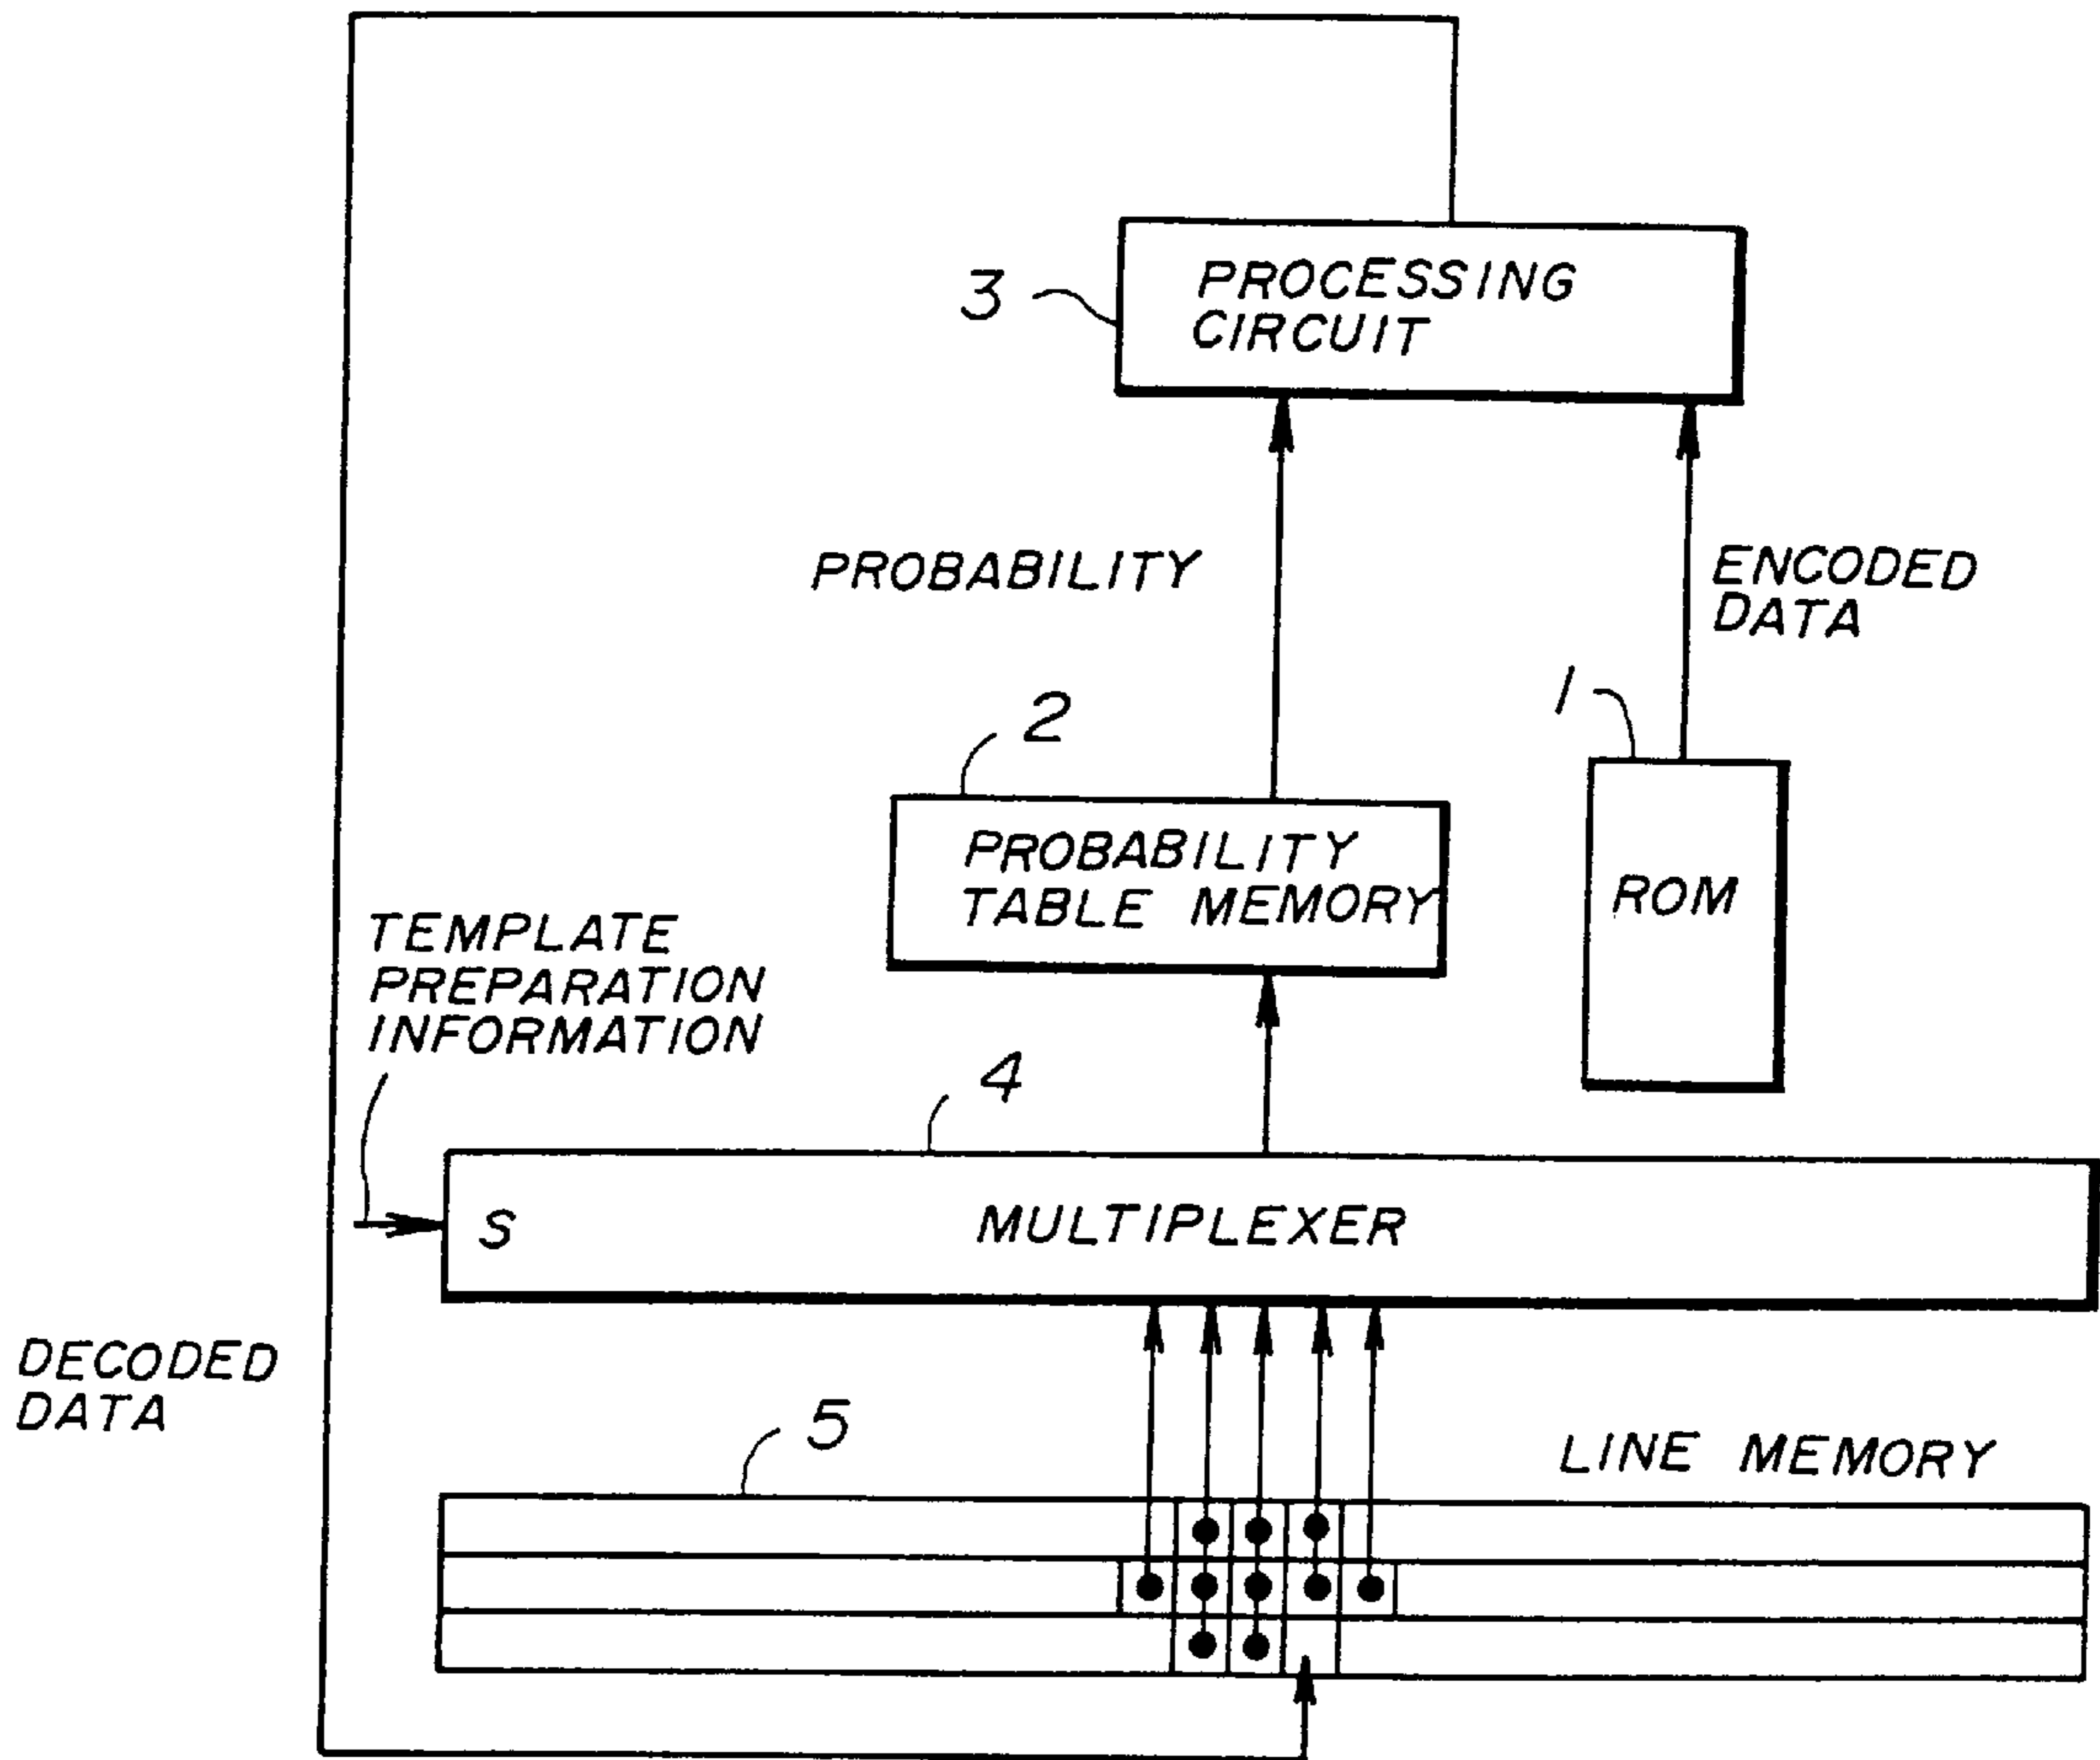 3
PROCESSING
CIRCUIT
PROBABILITY
ENCODED
DATA
1
2
PROBABILITY
TABLE MEMORY
ROM
TEMPLATE
PREPARATION
INFORMATION
4
S
MULTIPLEXER
DECODED
DATA
5
LINE MEMORY